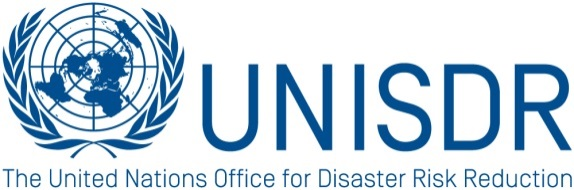 UNISDR
The United Nations Office for Disaster Risk Reduction